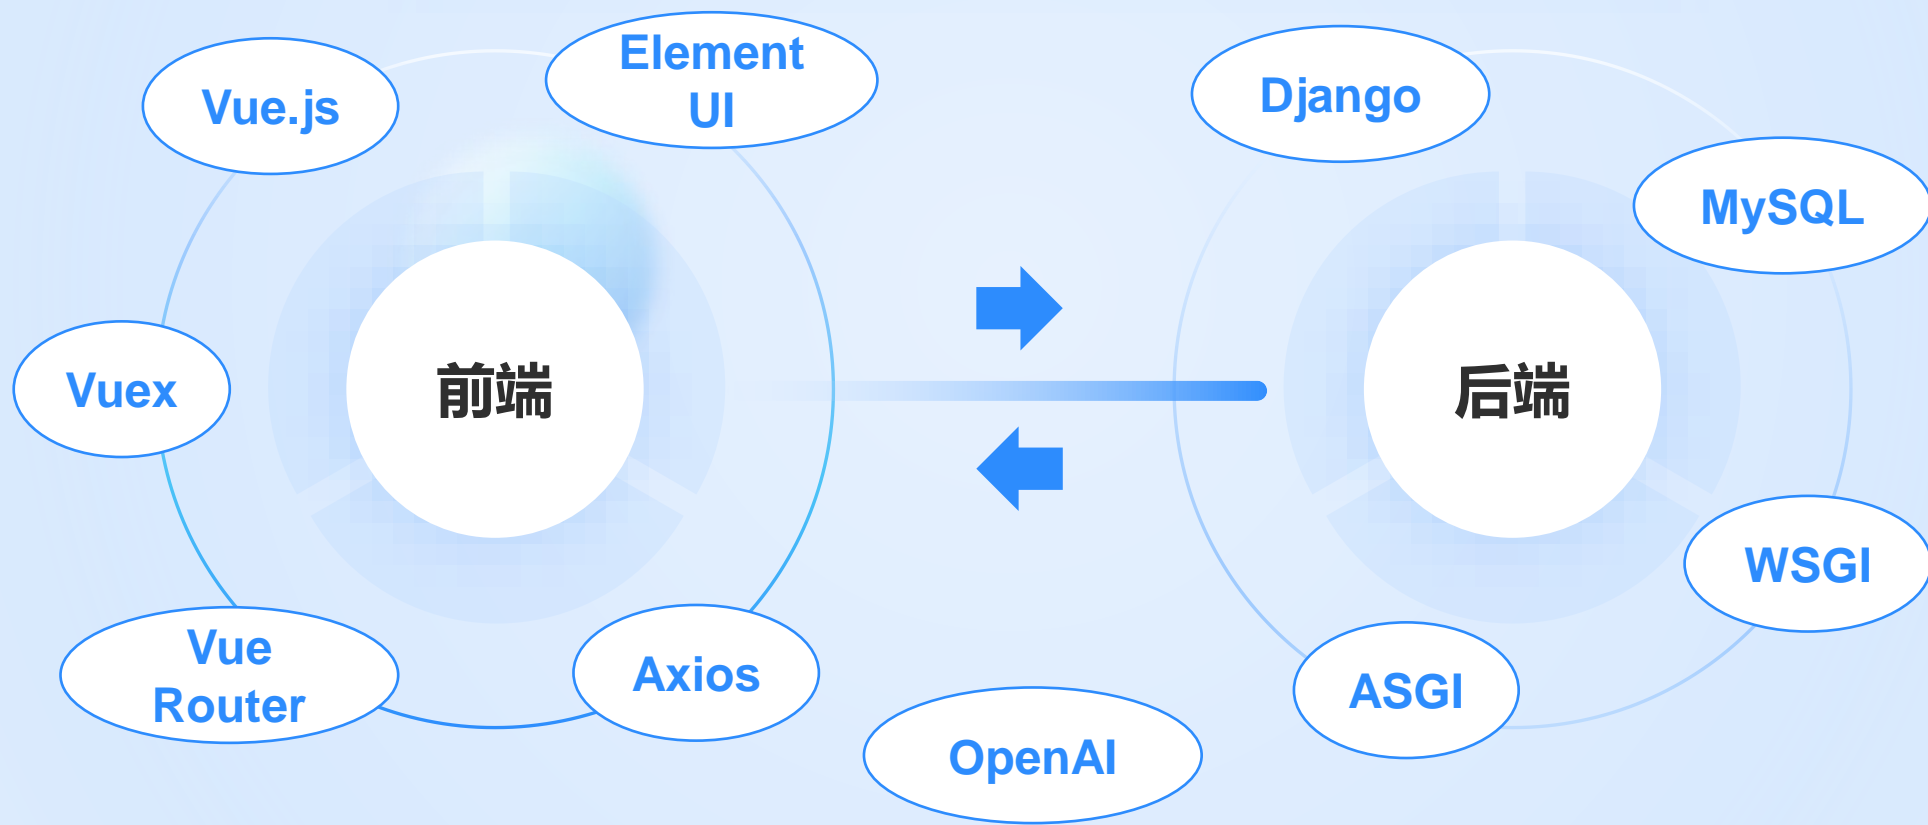 Vue.js
Element
UI
Vuex
前端
Vue
Router
Axios
OpenAI
Django
MySQL
后端
WSGI
ASGI